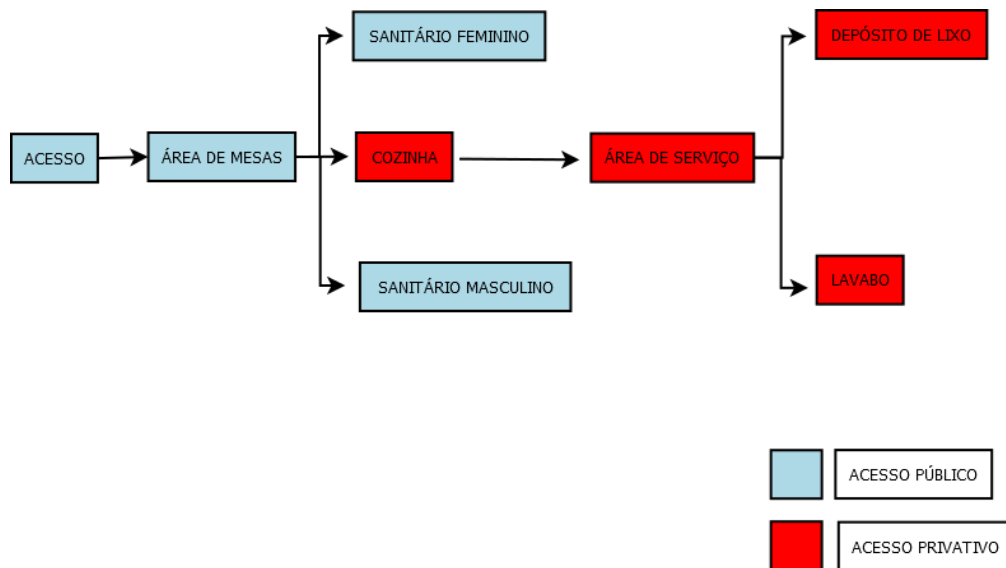 SANITÁRIO FEMININO
DEPÓSITO DE LIXO
ACESSO
ÁREA DE MESAS
COZINHA
ÁREA DE SERVIÇO
SANITÁRIO MASCULINO
LAVABO
ACESSO PÚBLICO
ACESSO PRIVATIVO